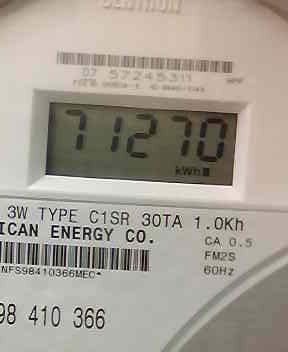 CENTRON
07 57245311
71270
kWh
3W TYPE C1SR 30TA 1.0Kh
ICAN ENERGY CO.
CA 0.5
FM2S
60Hz
NFS98410366MEC*
98 410 366